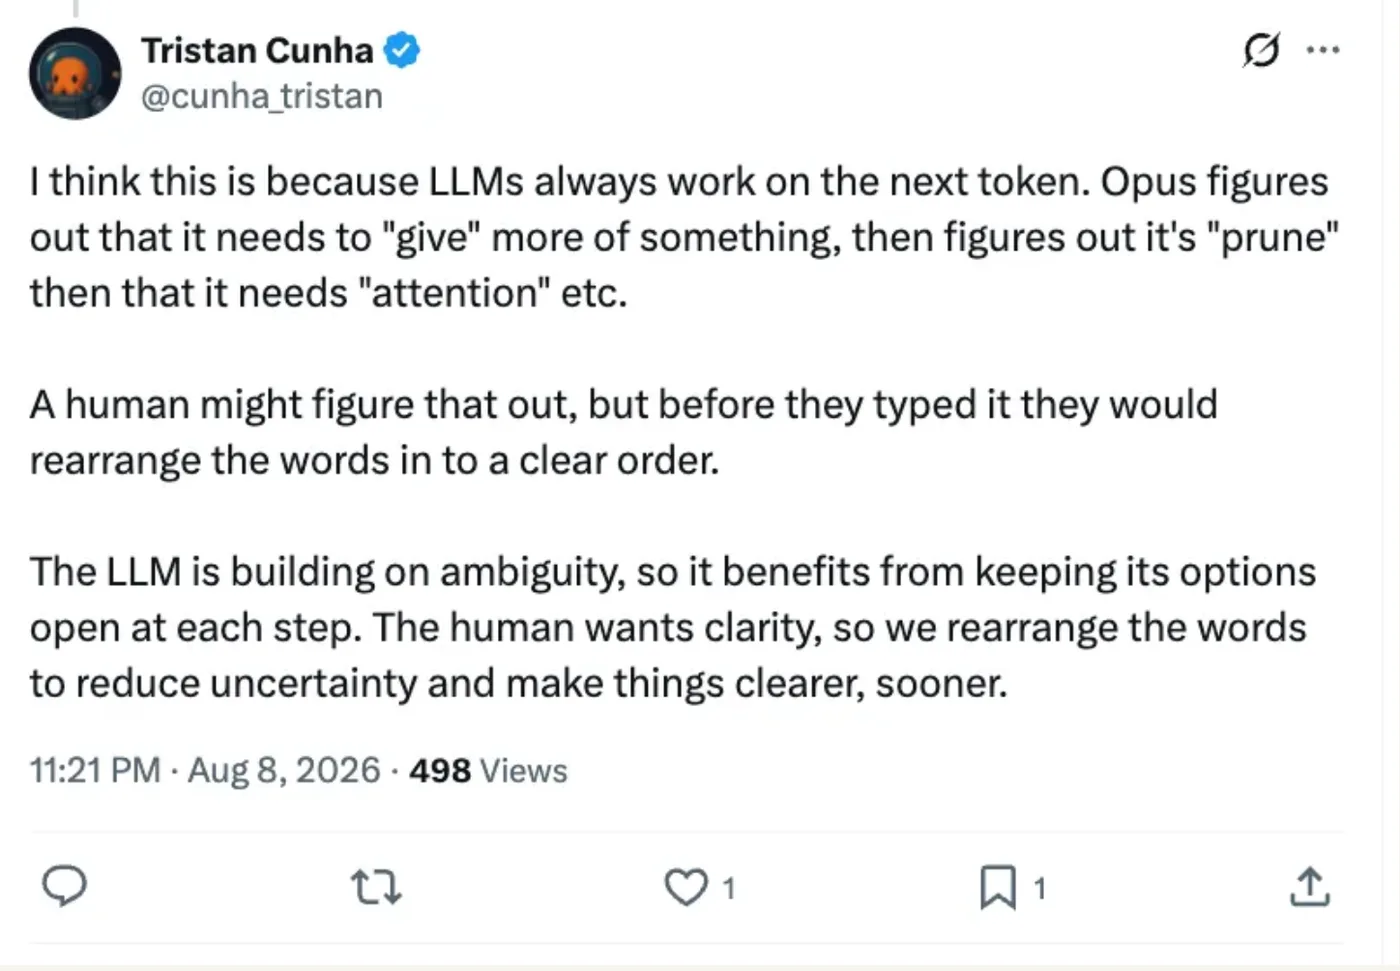 Tristan Cunha
@cunha_tristan
I think this is because LLMs always work on the next token. Opus figures
out that it needs to "give" more of something, then figures out it's "prune"
then that it needs "attention" etc.
A human might figure that out, but before they typed it they would
rearrange the words in to a clear order.
The LLM is building on ambiguity, so it benefits from keeping its options
open at each step. The human wants clarity, so we rearrange the words
to reduce uncertainty and make things clearer, sooner.
11:21 PM · Aug 8, 2026 · 498 Views
1 1